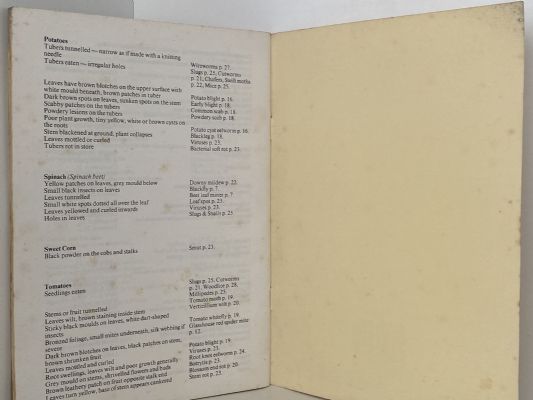 Potatoes
Tubers tunnelled — narrow as if made with a knitting
needle Wireworms p. 27.
Tubers eaten — irregular holes Slugs p. 25, Cutworms
p. 21, Chafers, Swift moths
p. 22, Mice p. 25.
Leaves have brown blotches on the upper surface with
white mould beneath, brown patches in tuber Potato blight p. 16.
Dark brown spots on leaves, sunken spots on the stem Early blight p. 18.
Scabby patches on the tubers Common scab p. 18.
Powdery lesions on the tubers Powdery scab p. 18.
Poor plant growth, tiny yellow, white or brown cysts on
the roots Potato cyst eelworm p. 16.
Stem blackened at ground, plant collapses Blackleg p. 18.
Leaves mottled or curled Viruses p. 23.
Tubers rot in store Bacterial soft rot p. 23.
Spinach (Spinach beet)
Yellow patches on leaves, grey mould below Downy mildew p. 22.
Small black insects on leaves Blackfly p. 7.
Leaves tunnelled Beet leaf miner p. 7.
Small white spots dotted all over the leaf Leaf spot p. 23.
Leaves yellowed and curled inwards Viruses p. 23.
Holes in leaves Slugs & Snails p. 25.
Sweet Corn
Black powder on the cobs and stalks Smut p. 23.
Tomatoes
Seedlings eaten Slugs p. 25, Cutworms
p. 21, Woodlice p. 28,
Millipedes p. 25,
Stems or fruit tunnelled Tomato moth p. 19.
Leaves wilt, brown staining inside stem Verticillium wilt p. 20.
Sticky black moulds on leaves, white dart-shaped
insects Tomato whitefly p. 19.
Bronzed foliage, small mites underneath, silk webbing if
severe Glasshouse red spider mite
p. 12.
Dark brown blotches on leaves, black patches on stem,
brown shrunken fruit Potato blight p. 19.
Leaves mottled and curled Viruses p. 23.
Root swellings, leaves wilt and poor growth generally Root knot eelworm p. 24.
Grey mould on stems, shrivelled flowers and buds Botrytis p. 23.
Brown leathery patch on fruit opposite stalk end Blossom end rot p. 20.
Leaves turn yellow, base of stem appears cankered Stem rot p. 23.